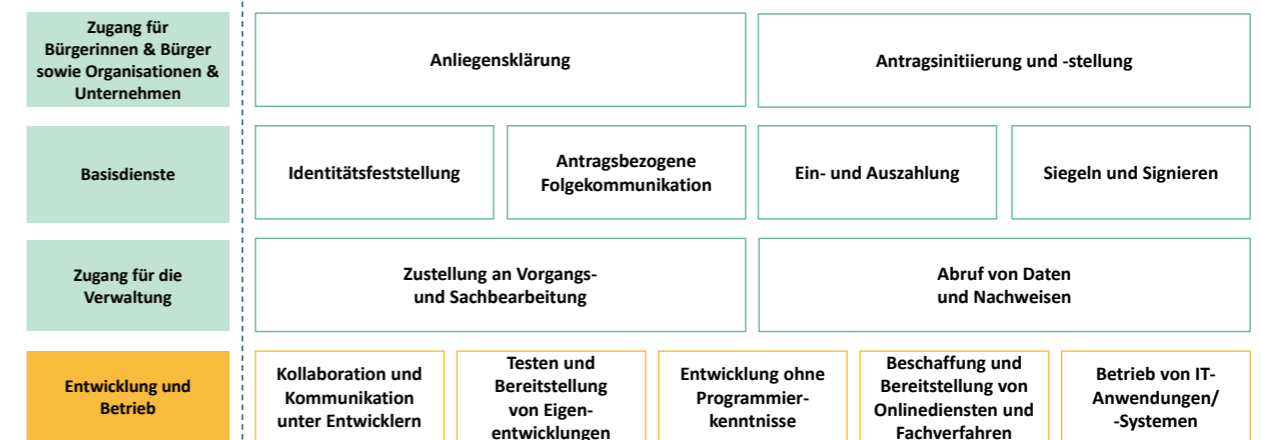 Zugang für
Bürgerinnen & Bürger
sowie Organisationen &
Unternehmen
Anliegensklärung
Antragsinitiierung und -stellung
Basisdienste
Identitätsfeststellung
Antragsbezogene
Folgekommunikation
Ein- und Auszahlung
Siegeln und Signieren
Zugang für die
Verwaltung
Zustellung an Vorgangs-
und Sachbearbeitung
Abruf von Daten
und Nachweisen
Entwicklung und
Betrieb
Kollaboration und
Kommunikation
unter Entwicklern
Testen und
Bereitstellung
von Eigen-
entwicklungen
Entwicklung ohne
Programmier-
kenntnisse
Beschaffung und
Bereitstellung von
Onlinediensten und
Fachverfahren
Betrieb von IT-
Anwendungen/
-Systemen